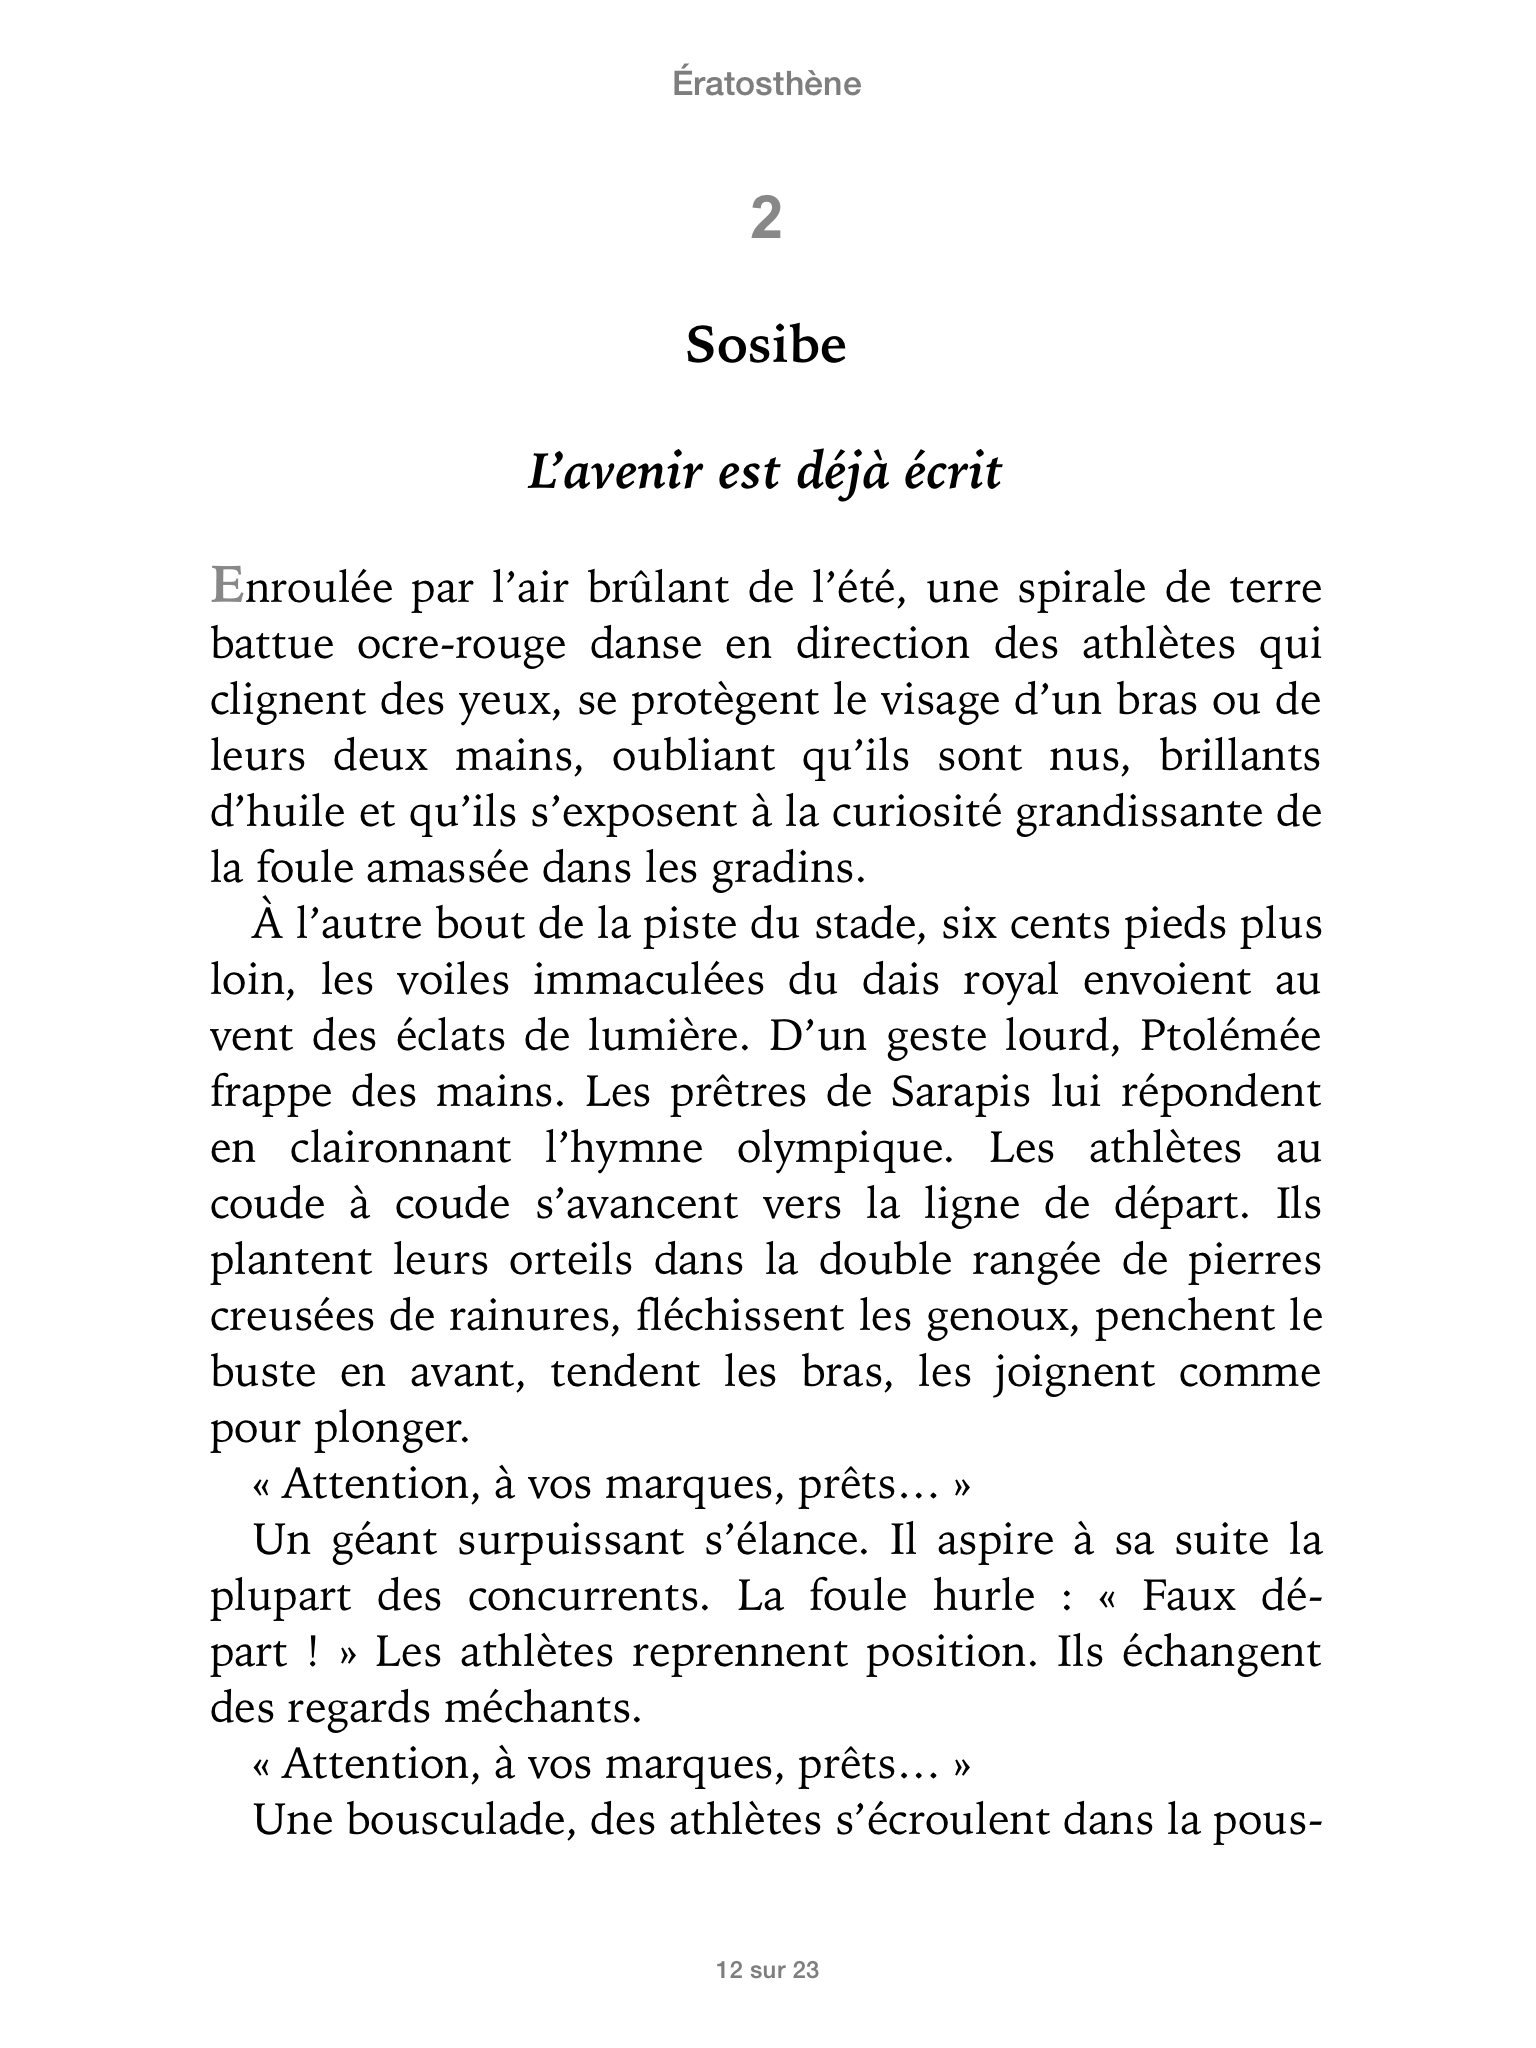 Ératosthène
2
Sosibe
L’avenir est déjà écrit
Enroulée par l’air brûlant de l’été, une spirale de terre
battue ocre-rouge danse en direction des athlètes qui
clignent des yeux, se protègent le visage d’un bras ou de
leurs deux mains, oubliant qu’ils sont nus, brillants
d’huile et qu’ils s’exposent à la curiosité grandissante de
la foule amassée dans les gradins.
À l’autre bout de la piste du stade, six cents pieds plus
loin, les voiles immaculées du dais royal envoient au
vent des éclats de lumière. D’un geste lourd, Ptolémée
frappe des mains. Les prêtres de Sarapis lui répondent
en claironnant l’hymne olympique. Les athlètes au
coude à coude s’avancent vers la ligne de départ. Ils
plantent leurs orteils dans la double rangée de pierres
creusées de rainures, fléchissent les genoux, penchent le
buste en avant, tendent les bras, les joignent comme
pour plonger.
« Attention, à vos marques, prêts… »
Un géant surpuissant s’élance. Il aspire à sa suite la
plupart des concurrents. La foule hurle : « Faux dé-
part ! » Les athlètes reprennent position. Ils échangent
des regards méchants.
« Attention, à vos marques, prêts… »
Une bousculade, des athlètes s’écroulent dans la pous-
12 sur 23